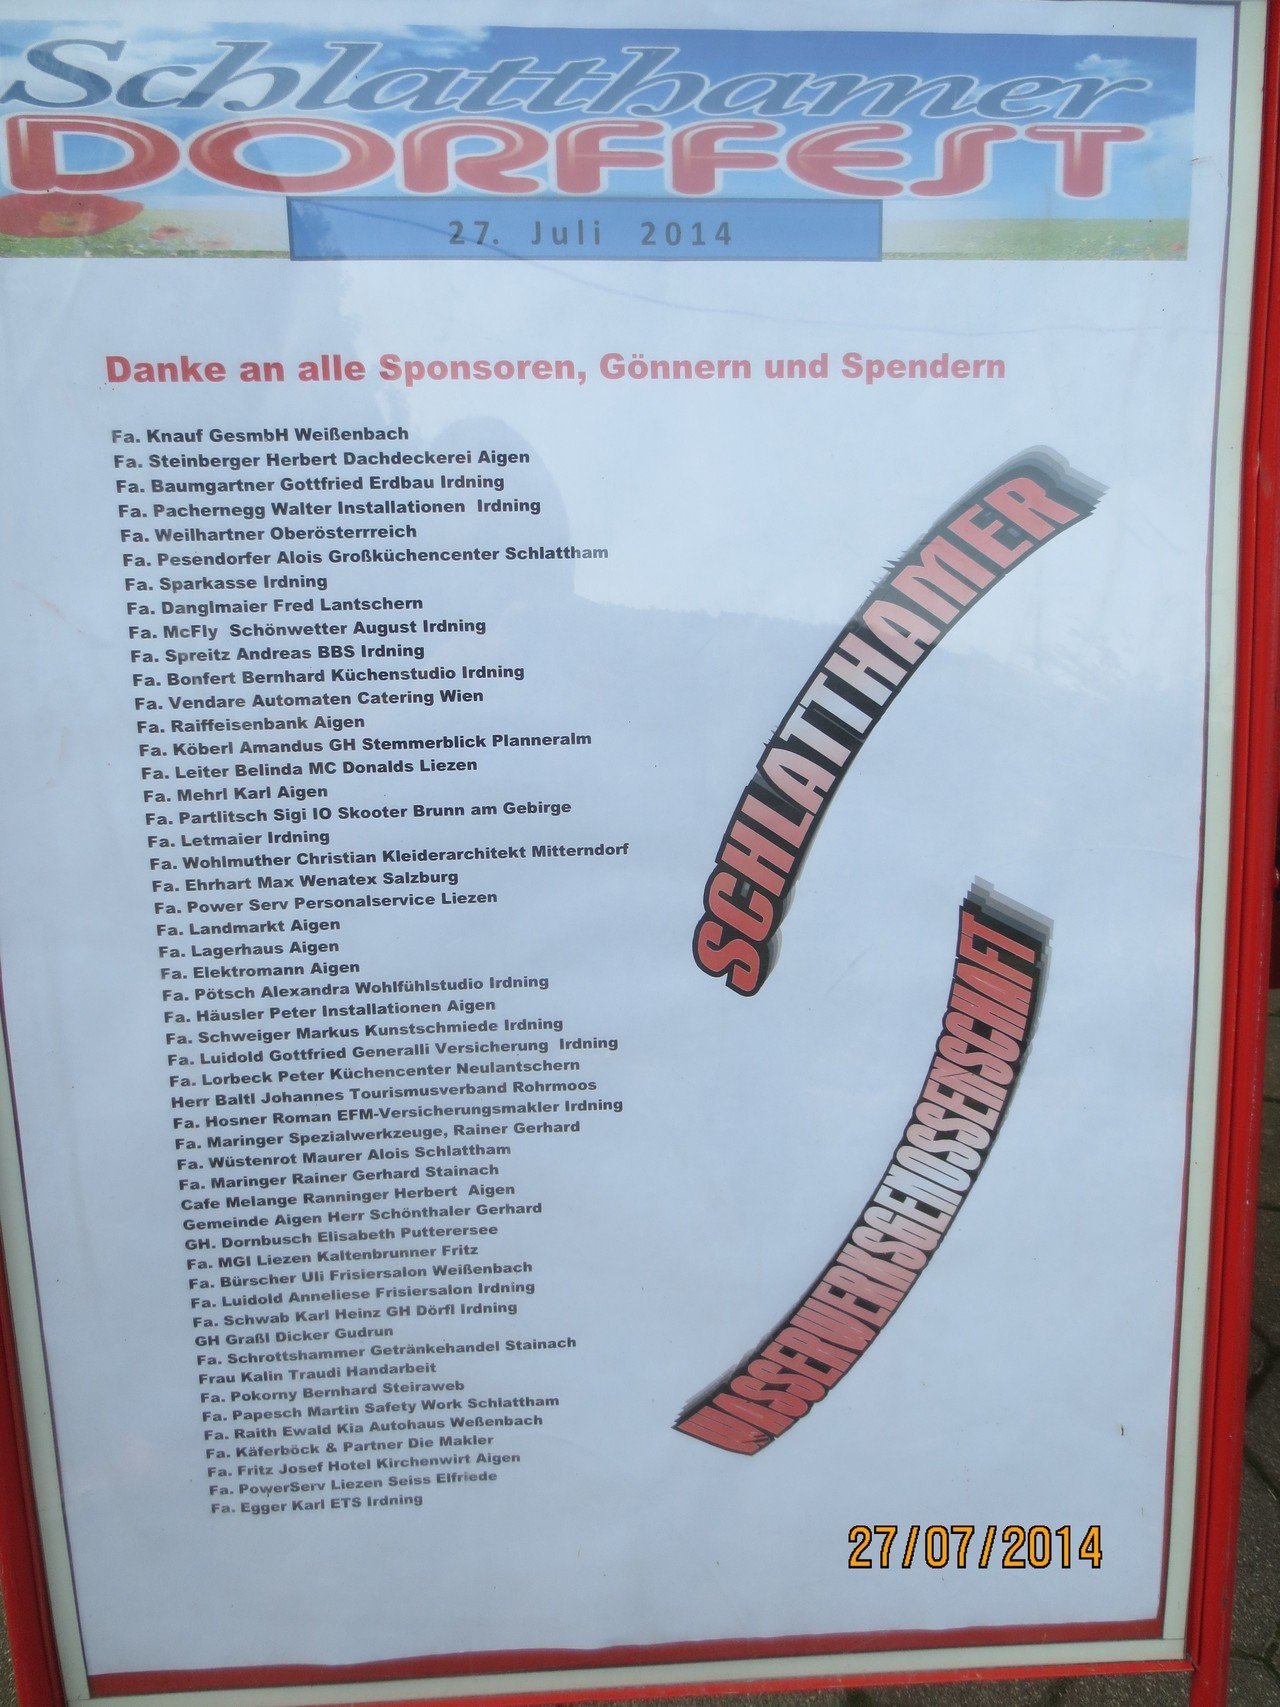 Schlatthamer
DORFFEST
27. Juli 2014
Danke an alle Sponsoren, Gönnern und Spendern
Fa. Knauf GesmbH Weißenbach
Fa. Steinberger Herbert Dachdeckerei Aigen
Fa. Baumgartner Gottfried Erdbau Irdning
Fa. Pachernegg Walter Installationen Irdning
Fa. Weilhartner Oberösterrreich
Fa. Pesendorfer Alois Großküchencenter Schlattham
Fa. Sparkasse Irdning
Fa. Danglmaier Fred Lantschern
Fa. McFly Schönwetter August Irdning
Fa. Spreitz Andreas BBS Irdning
Fa. Bonfert Bernhard Küchenstudio Irdning
Fa. Vendare Automaten Catering Wien
Fa. Raiffeisenbank Aigen
Fa. Köberl Amandus GH Stemmerblick Planneralm
Fa. Leiter Belinda MC Donalds Liezen
Fa. Mehrl Karl Aigen
Fa. Partlitsch Sigi IO Skooter Brunn am Gebirge
Fa. Letmaier Irdning
Fa. Wohlmuther Christian Kleiderarchitekt Mitterndorf
Fa. Ehrhart Max Wenatex Salzburg
Fa. Power Serv Personalservice Liezen
Fa. Landmarkt Aigen
Fa. Lagerhaus Aigen
Fa. Elektromann Aigen
Fa. Pötsch Alexandra Wohlfühlstudio Irdning
Fa. Häusler Peter Installationen Aigen
Fa. Schweiger Markus Kunstschmiede Irdning
Fa. Luidold Gottfried Generalli Versicherung Irdning
Fa. Lorbeck Peter Küchencenter Neulantschern
Herr Baltl Johannes Tourismusverband Rohrmoos
Fa. Hosner Roman EFM-Versicherungsmakler Irdning
Fa. Maringer Spezialwerkzeuge, Rainer Gerhard
Fa. Wüstenrot Maurer Alois Schlattham
Fa. Maringer Rainer Gerhard Stainach
Cafe Melange Ranninger Herbert Aigen
Gemeinde Aigen Herr Schönthaler Gerhard
GH. Dornbusch Elisabeth Putterersee
Fa. MGI Liezen Kaltenbrunner Fritz
Fa. Bürscher Uli Frisiersalon Weißenbach
Fa. Luidold Anneliese Frisiersalon Irdning
Fa. Schwab Karl Heinz GH Dörfl Irdning
GH Graßl Dicker Gudrun
Fa. Schrottshammer Getränkehandel Stainach
Frau Kalin Traudi Handarbeit
Fa. Pokorny Bernhard Steiraweb
Fa. Papesch Martin Safety Work Schlattham
Fa. Raith Ewald Kia Autohaus Weßenbach
Fa. Käferböck & Partner Die Makler
Fa. Fritz Josef Hotel Kirchenwirt Aigen
Fa. PowerServ Liezen Seiss Elfriede
Fa. Egger Karl ETS Irdning
SCHLATTHAMER
WASSERWERKSGENOSSENSCHAFT
27/07/2014